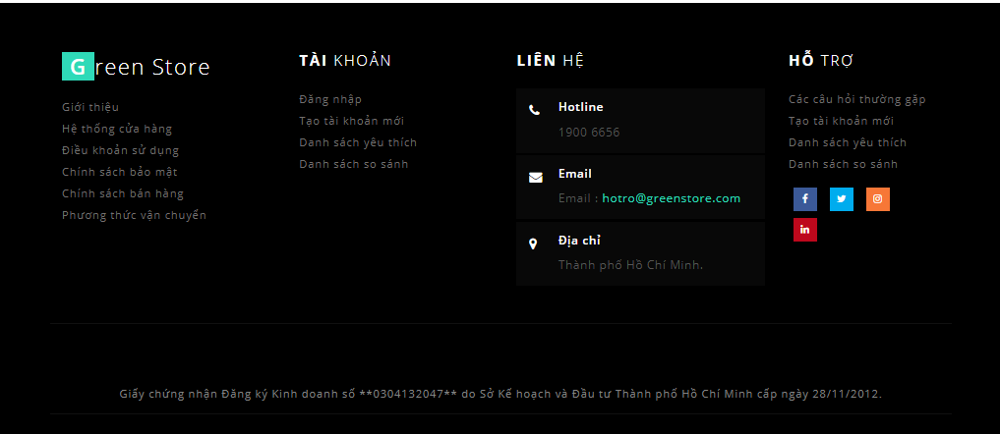 Green Store
Giới thiệu
Hệ thống cửa hàng
Điều khoản sử dụng
Chính sách bảo mật
Chính sách bán hàng
Phương thức vận chuyển
TÀI KHOẢN
Đăng nhập
Tạo tài khoản mới
Danh sách yêu thích
Danh sách so sánh
LIÊN HỆ
Hotline
1900 6656
Email
Email : hotro@greenstore.com
Địa chỉ
Thành phố Hồ Chí Minh.
HỖ TRỢ
Các câu hỏi thường gặp
Tạo tài khoản mới
Danh sách yêu thích
Danh sách so sánh
Giấy chứng nhận Đăng ký Kinh doanh số **0304132047** do Sở Kế hoạch và Đầu tư Thành phố Hồ Chí Minh cấp ngày 28/11/2012.